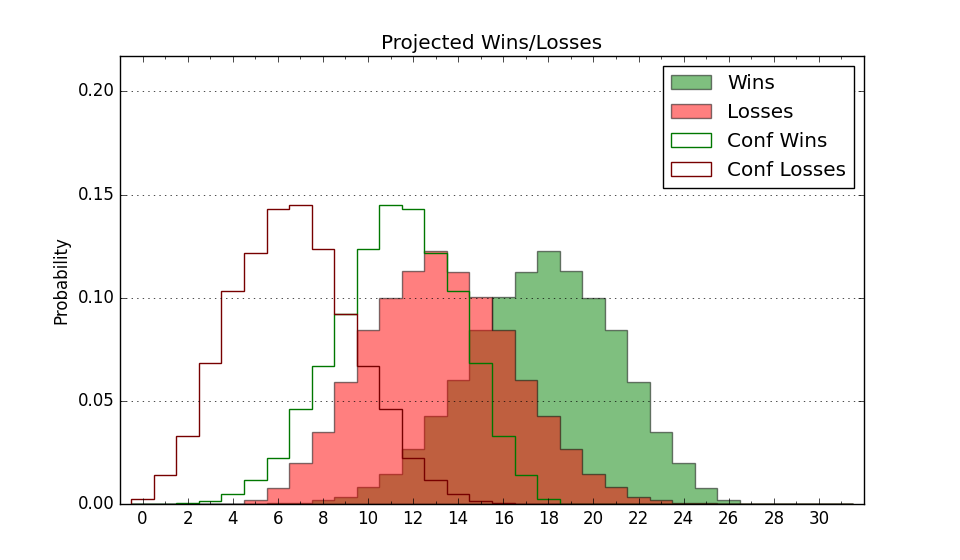 Projected Wins/Losses
Wins
Losses
Conf Wins
Conf Losses
Probability
0.20
0.15
0.10
0.05
0.00
0 2 4 6 8 10 12 14 16 18 20 22 24 26 28 30